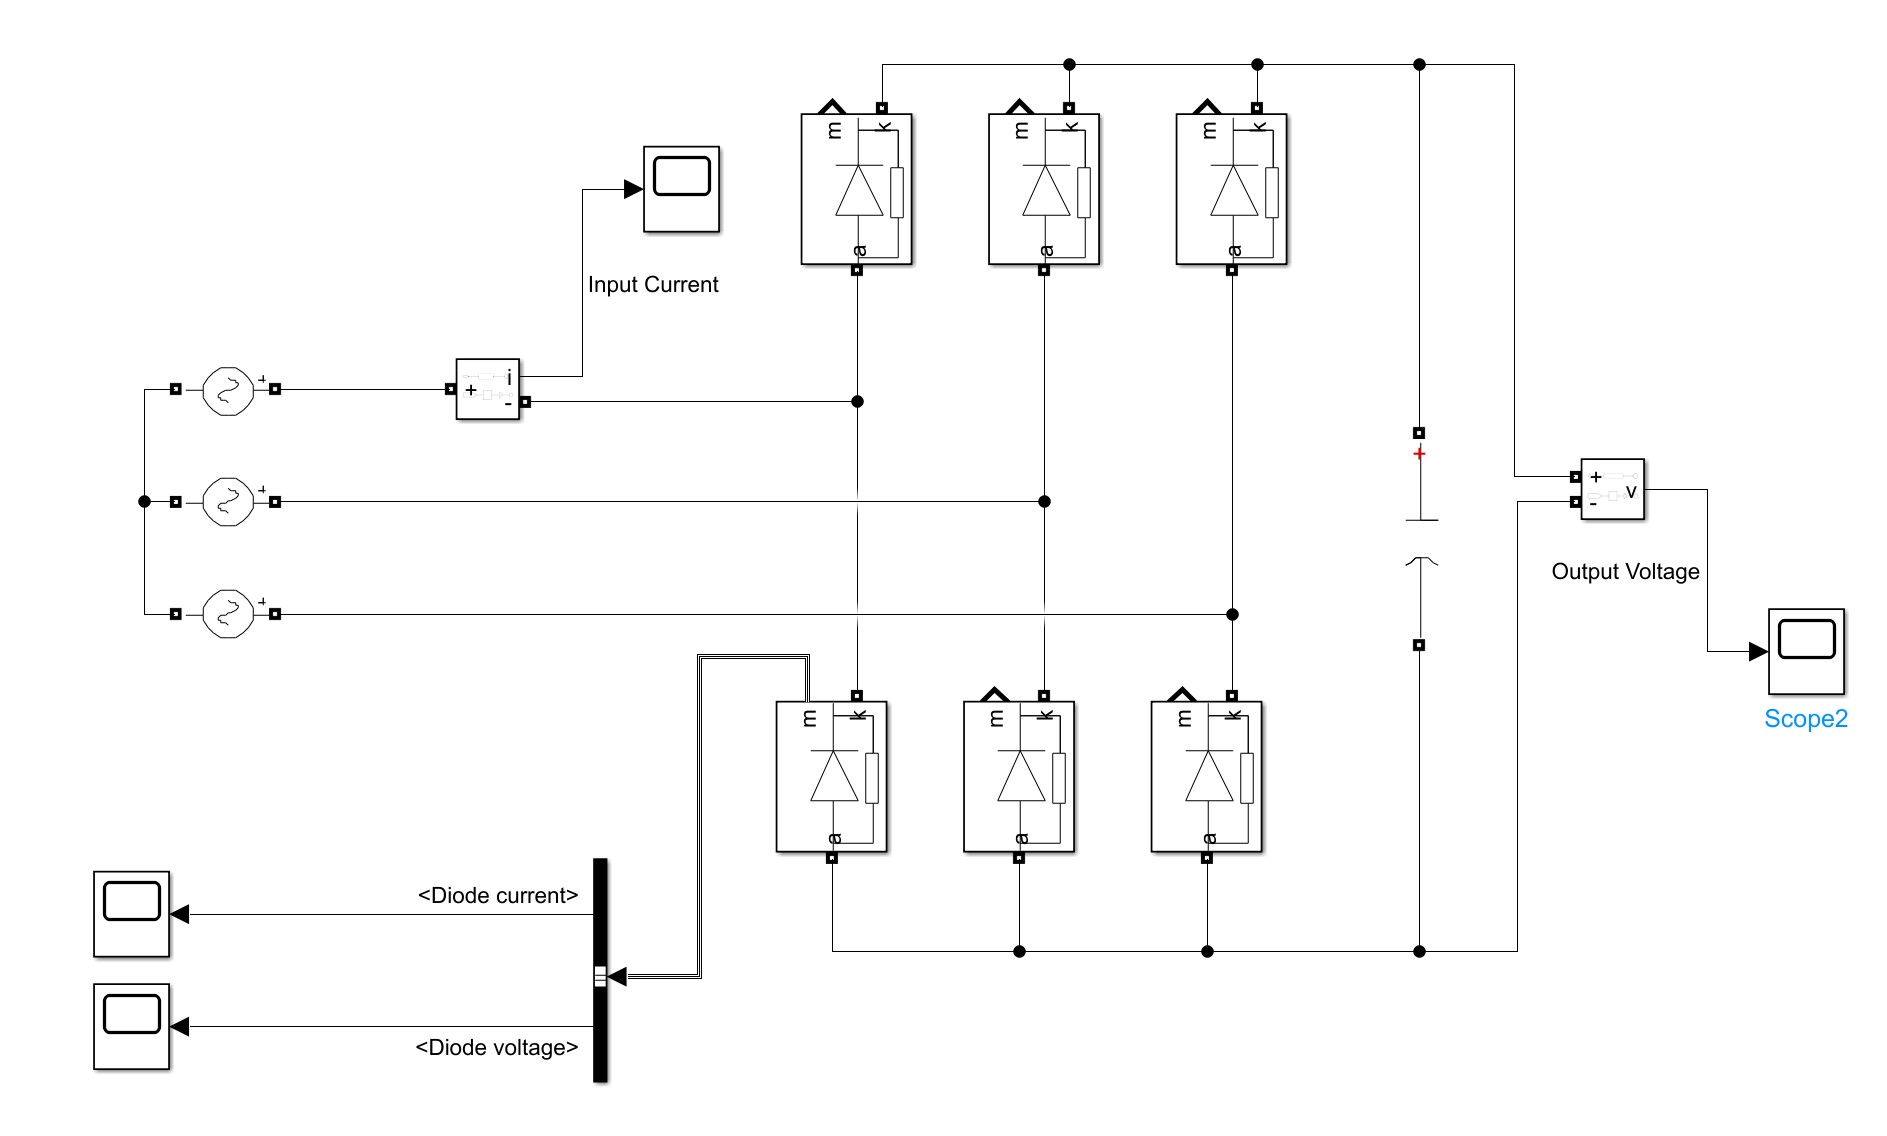 m k
m k
m k
a
a
a
Input Current
+ i
-
+
+
+
+
+ v
-
Output Voltage
Scope2
m k
m k
m k
a
a
a
<Diode current>
<Diode voltage>